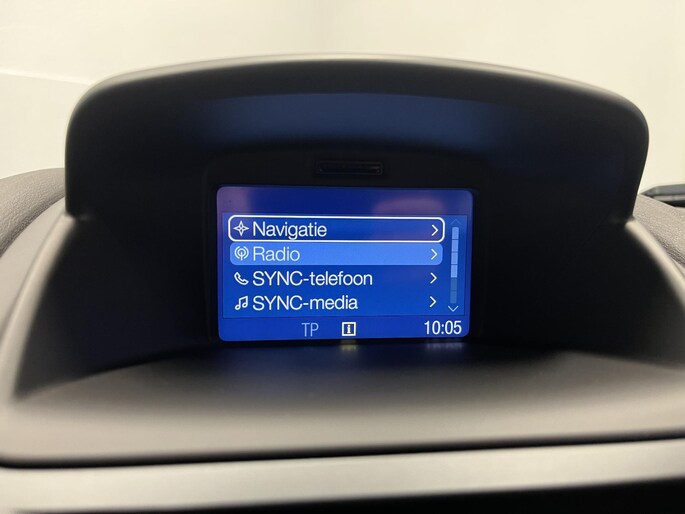 Navigatie
Radio
SYNC-telefoon
SYNC-media
TP 10:05